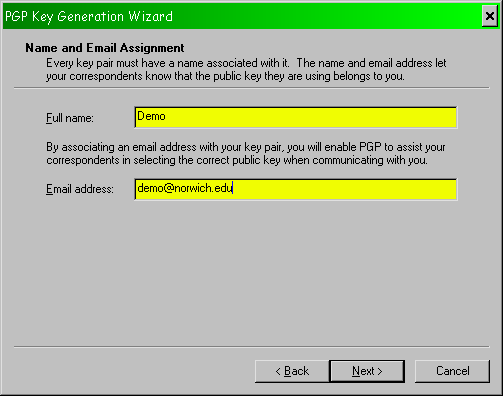 PGP Key Generation Wizard
Name and Email Assignment
Every key pair must have a name associated with it. The name and email address let
your correspondents know that the public key they are using belongs to you.
Full name: Demo
By associating an email address with your key pair, you will enable PGP to assist your
correspondents in selecting the correct public key when communicating with you.
Email address: demo@norwich.edu
< Back Next > Cancel